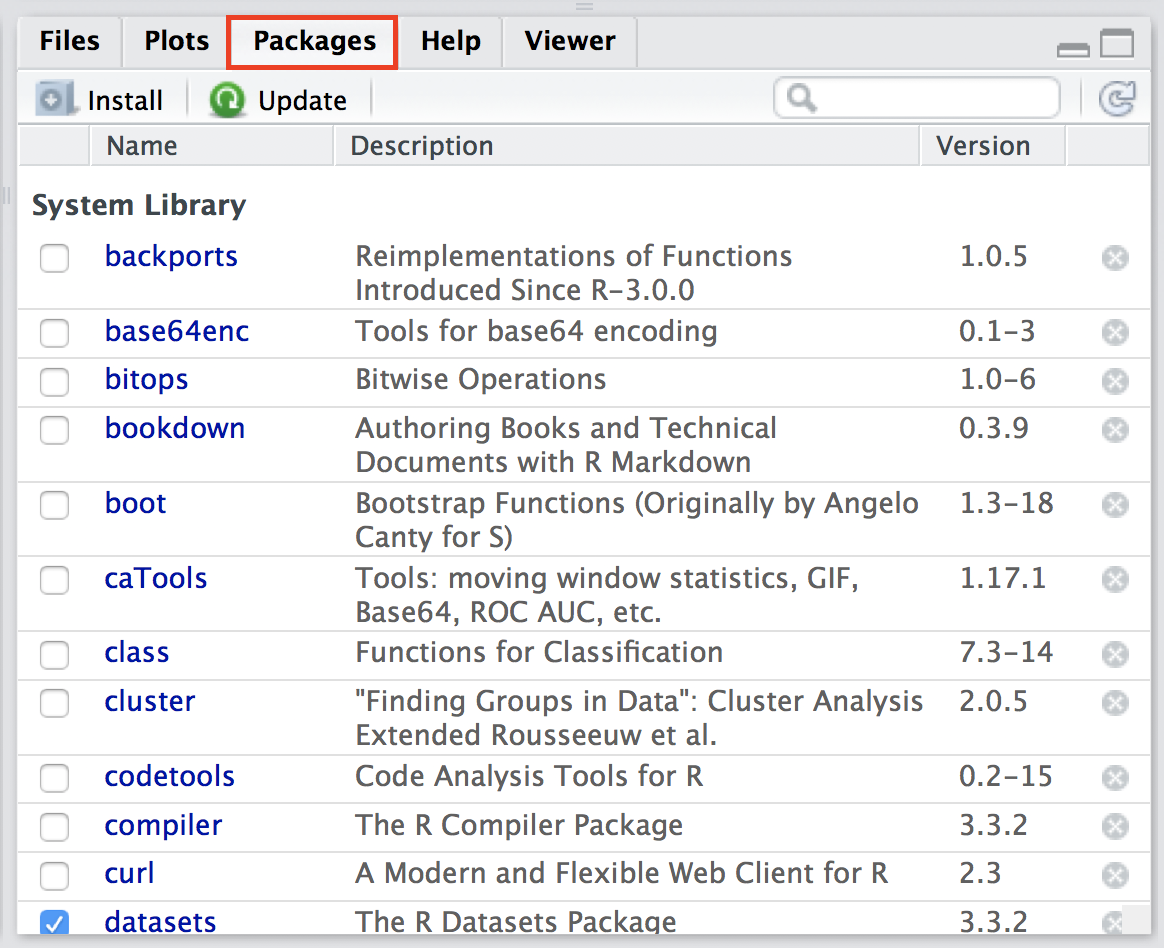 Files Plots Packages Help Viewer
Install Update
Name Description Version
System Library
backports Reimplementations of Functions 1.0.5
Introduced Since R-3.0.0
base64enc Tools for base64 encoding 0.1-3
bitops Bitwise Operations 1.0-6
bookdown Authoring Books and Technical 0.3.9
Documents with R Markdown
boot Bootstrap Functions (Originally by Angelo 1.3-18
Canty for S)
caTools Tools: moving window statistics, GIF, 1.17.1
Base64, ROC AUC, etc.
class Functions for Classification 7.3-14
cluster "Finding Groups in Data": Cluster Analysis 2.0.5
Extended Rousseeuw et al.
codetools Code Analysis Tools for R 0.2-15
compiler The R Compiler Package 3.3.2
curl A Modern and Flexible Web Client for R 2.3
datasets The R Datasets Package 3.3.2